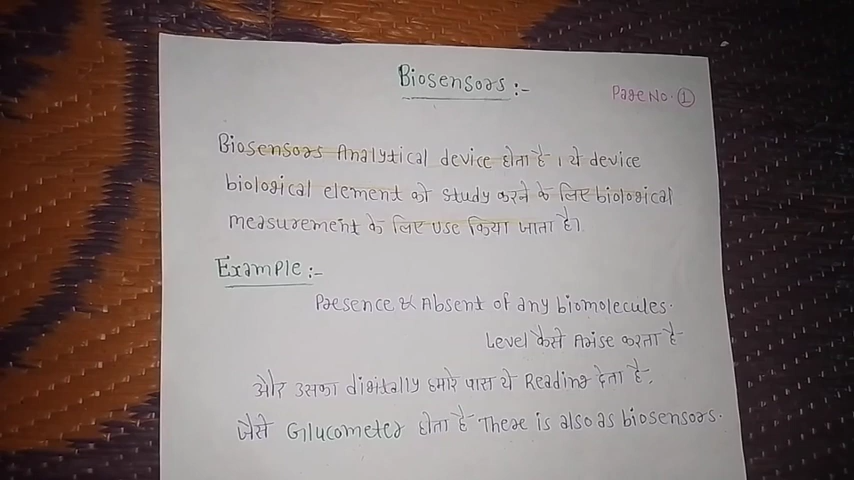 Biosensors:-
Page No. 1
Biosensors Analytical device होता है । ये device
biological element को study करने के लिए biological
measurement के लिए use किया जाता है।
Example:-
Presence & Absent of any biomolecules.
Level कैसे Arise करता है
और उसका digitally हमारे पास ये Reading देता है.
जैसे Glucometer होता है There is also as biosensors.